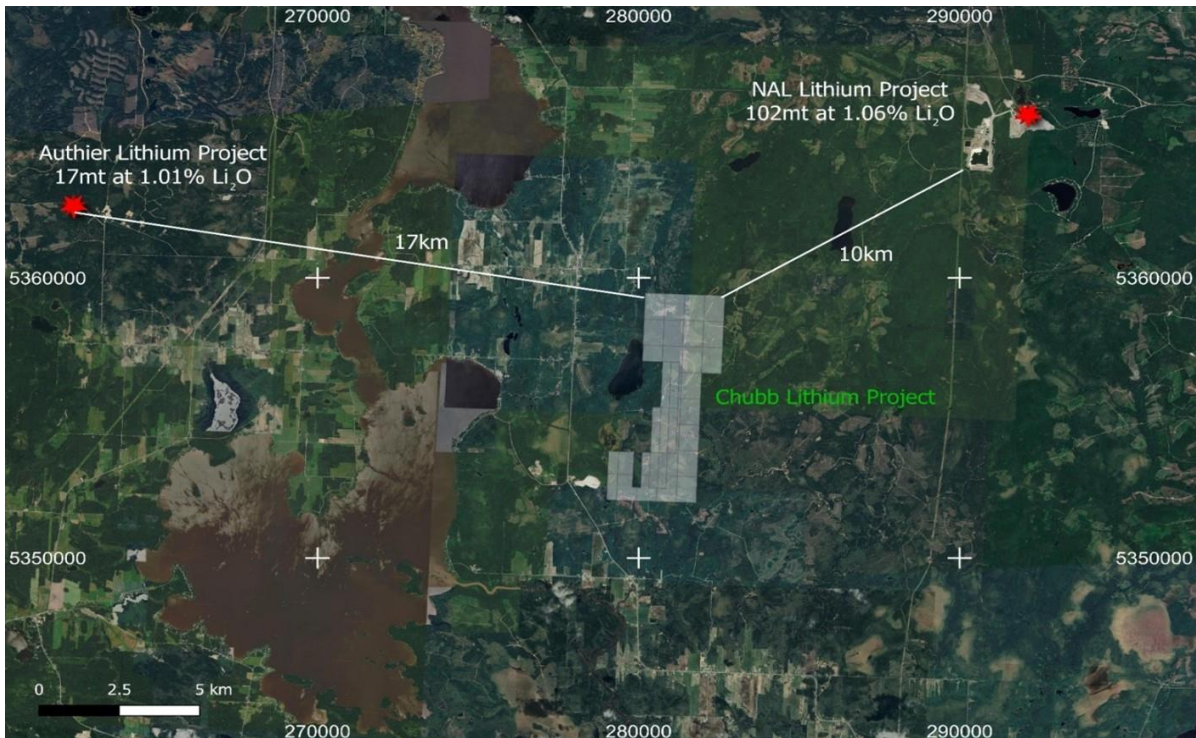 270000
280000
290000
NAL Lithium Project
102mt at 1.06% Li₂O
Authier Lithium Project
17mt at 1.01% Li₂O
17km
10km
5360000
5360000
Chubb Lithium Project
5350000
5350000
0 2.5 5 km
270000
280000
290000